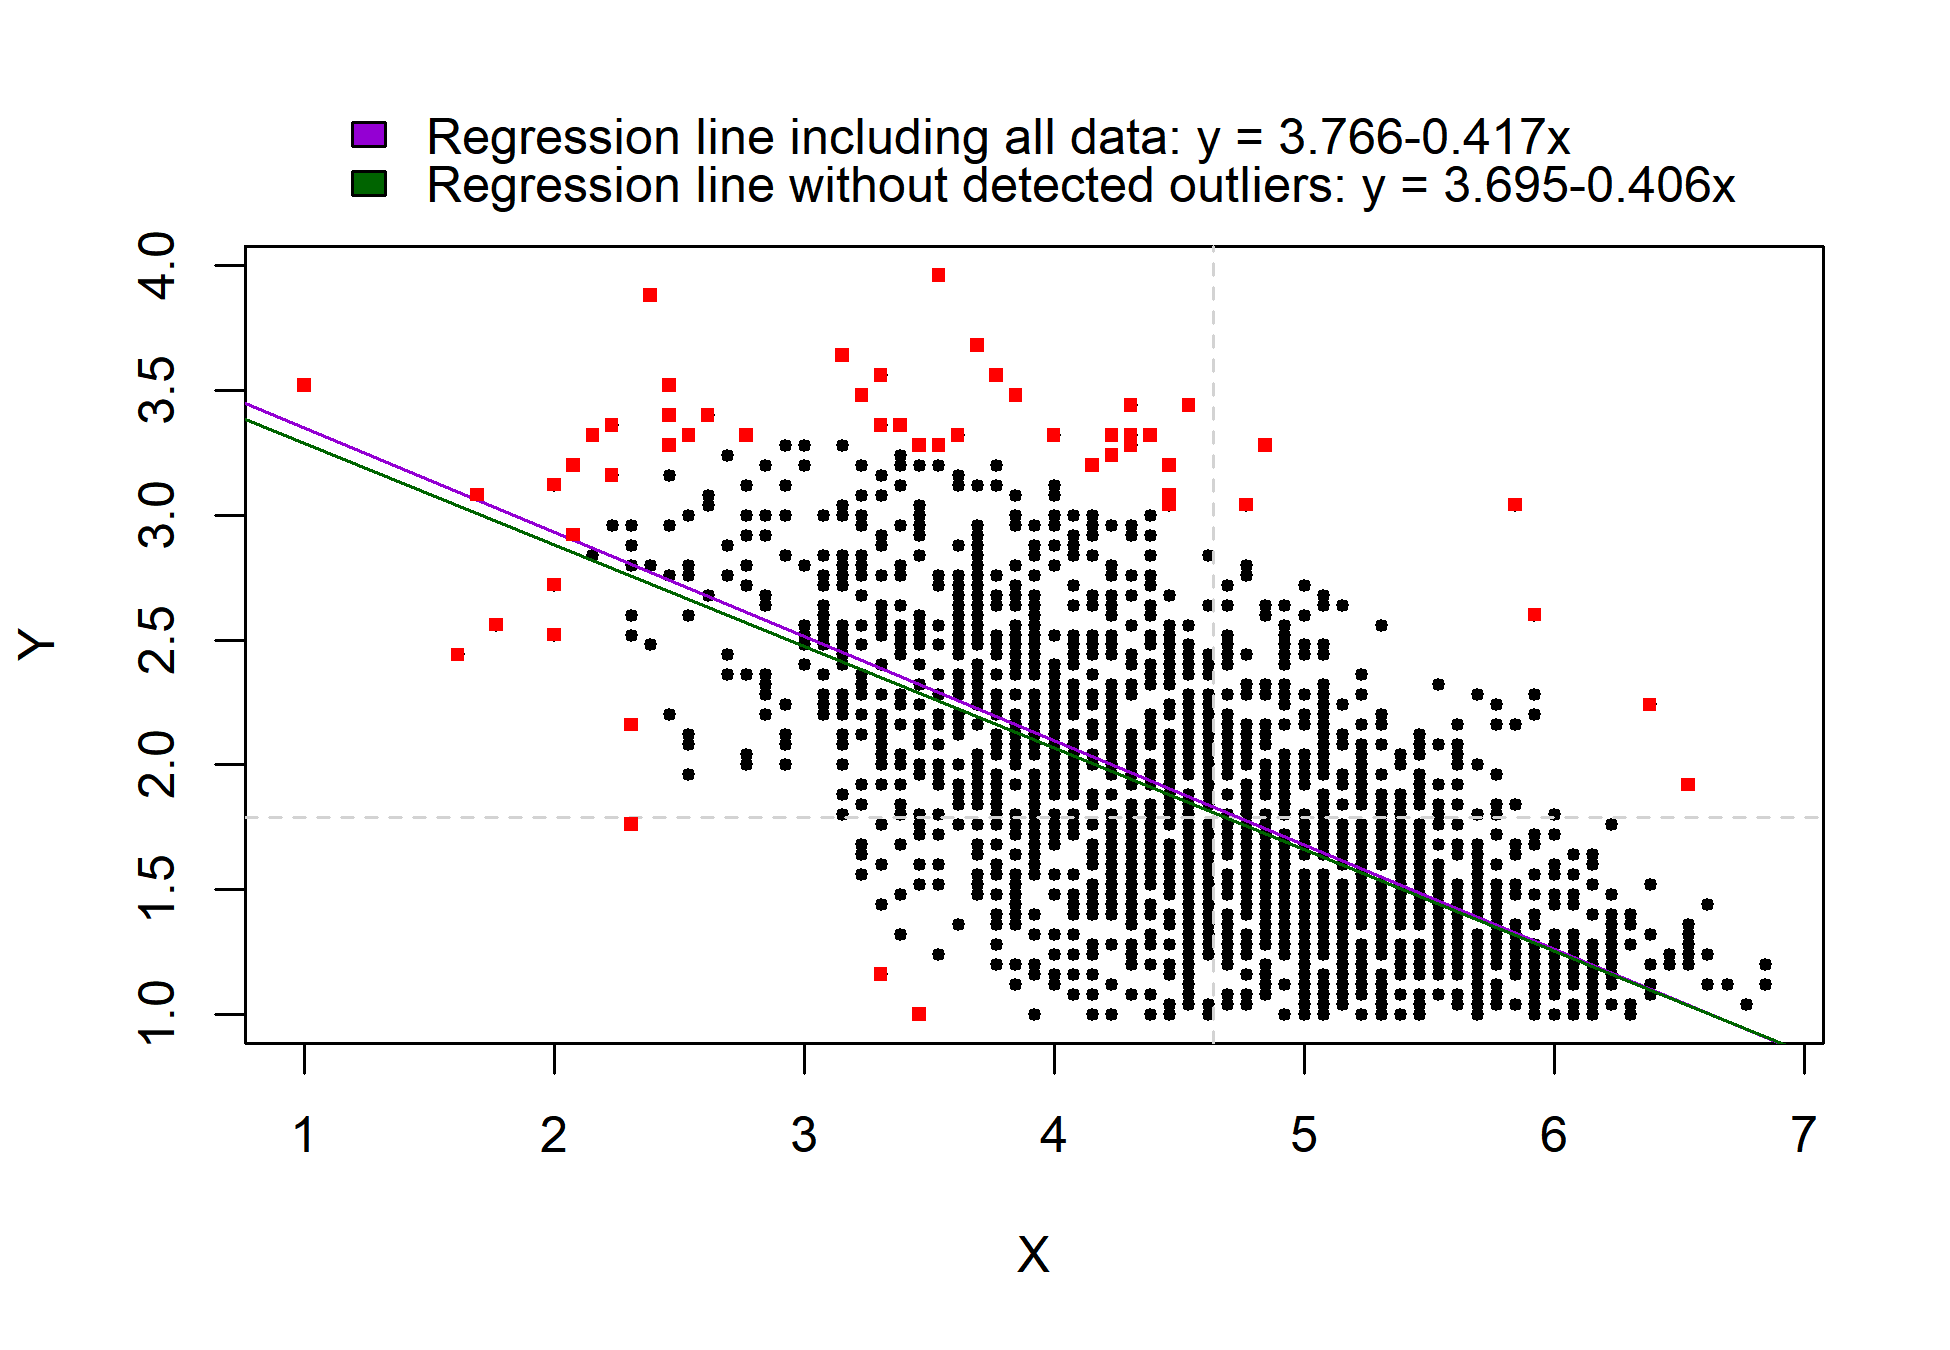 Regression line including all data: y = 3.766-0.417x
Regression line without detected outliers: y = 3.695-0.406x
4.0
3.5
3.0
2.5
2.0
1.5
1.0
Y
1 2 3 4 5 6 7
X